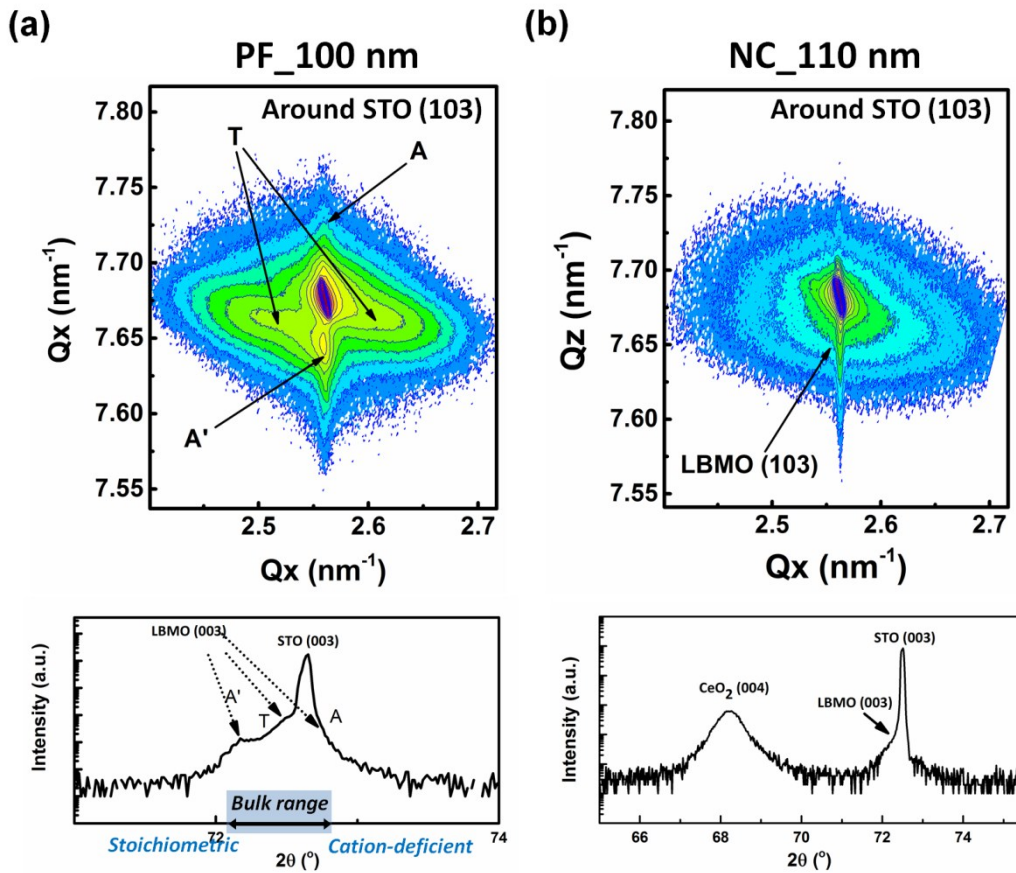 (a)
PF_100 nm
Around STO (103)
T
A
A'
7.80
7.75
7.70
7.65
7.60
7.55
Qx (nm⁻¹)
2.5
2.6
2.7
Qx (nm⁻¹)
LBMO (003)
STO (003)
A'
T
A
Intensity (a.u.)
Bulk range
72
74
Stoichiometric
Cation-deficient
2θ (°)
(b)
NC_110 nm
Around STO (103)
7.80
7.75
7.70
7.65
7.60
7.55
Qz (nm⁻¹)
LBMO (103)
2.5
2.6
2.7
Qx (nm⁻¹)
STO (003)
CeO₂ (004)
LBMO (003)
Intensity (a.u.)
66
68
70
72
74
2θ (°)